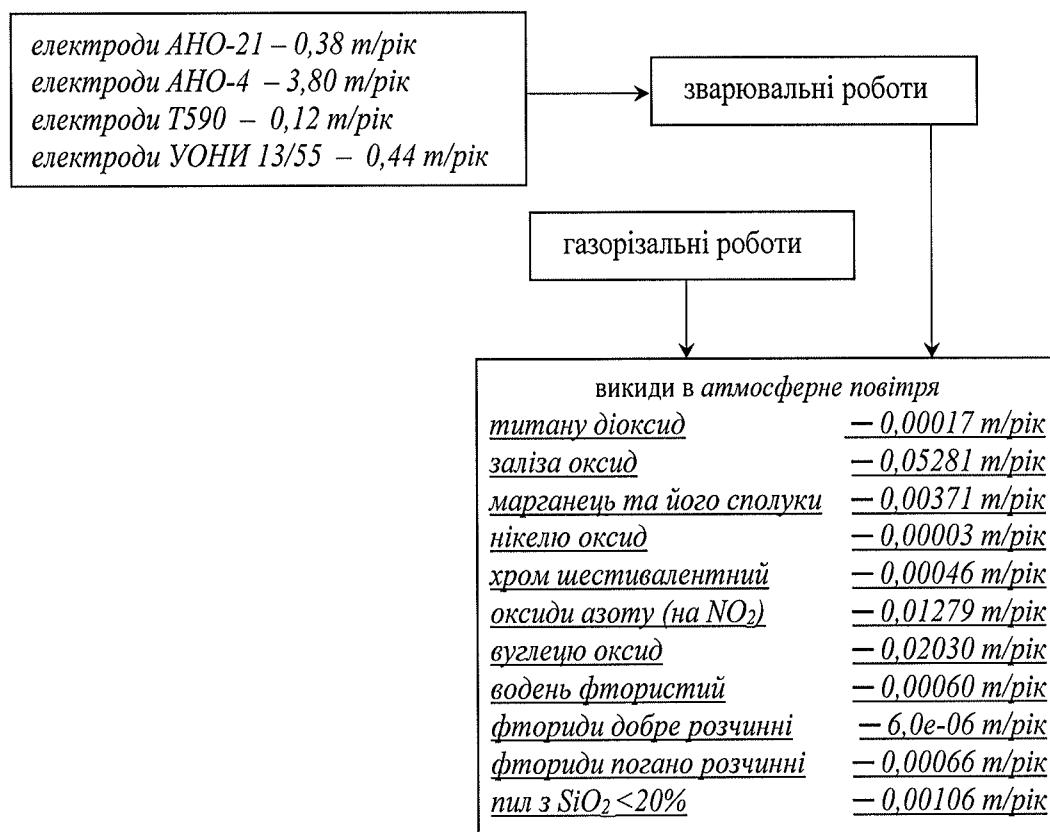 електроди АНО-21 – 0,38 т/рік
електроди АНО-4 – 3,80 т/рік
електроди Т590 – 0,12 т/рік
електроди УОНИ 13/55 – 0,44 т/рік
зварювальні роботи
газорізальні роботи
викиди в атмосферне повітря
титану діоксид — 0,00017 т/рік
заліза оксид — 0,05281 т/рік
марганець та його сполуки — 0,00371 т/рік
нікелю оксид — 0,00003 т/рік
хром шестивалентний — 0,00046 т/рік
оксиди азоту (на NO₂) — 0,01279 т/рік
вуглецю оксид — 0,02030 т/рік
водень фтористий — 0,00060 т/рік
фториди добре розчинні — 6,0e-06 т/рік
фториди погано розчинні — 0,00066 т/рік
пил з SiO₂ <20% — 0,00106 т/рік